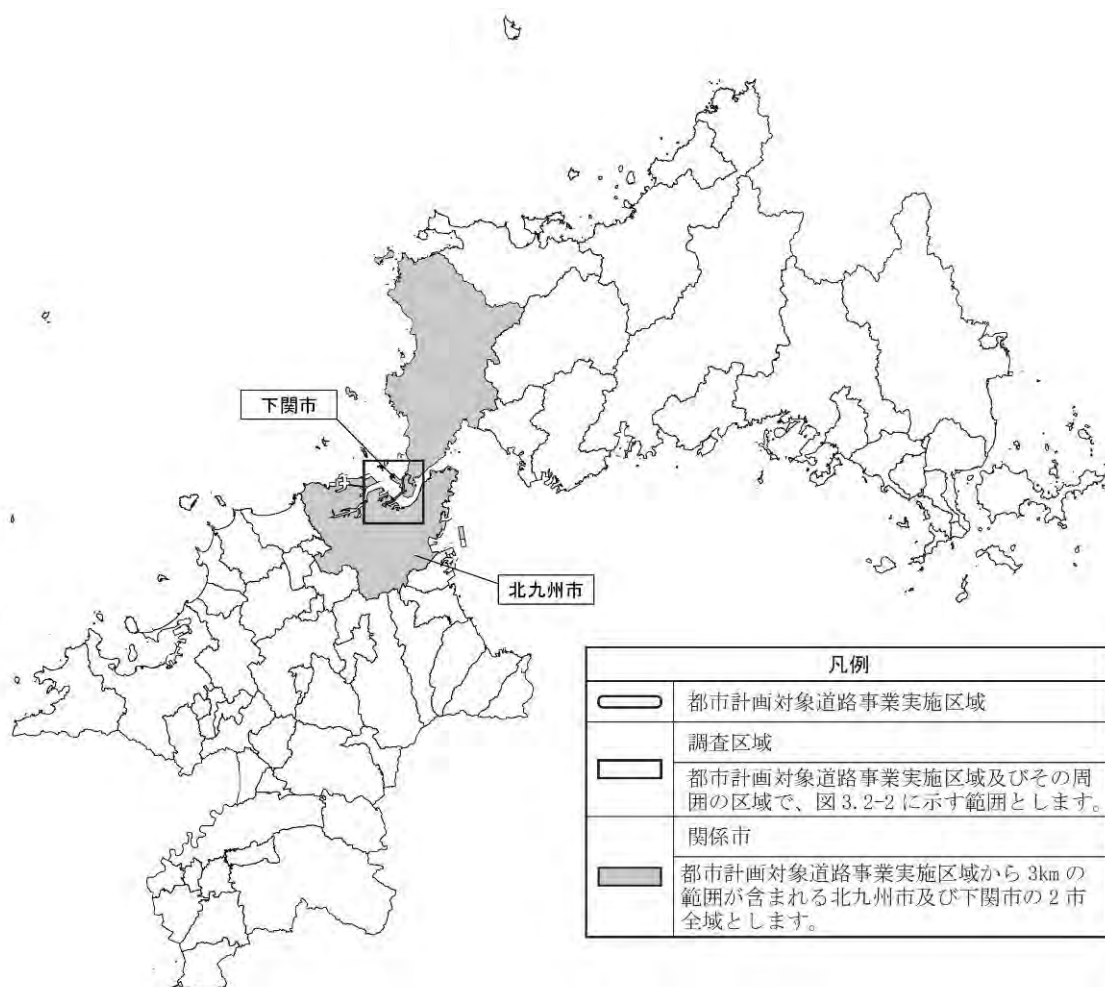 下関市
北九州市
凡例
都市計画対象道路事業実施区域
調査区域
都市計画対象道路事業実施区域及びその周
囲の区域で、図3.2-2に示す範囲とします。
関係市
都市計画対象道路事業実施区域から3kmの
範囲が含まれる北九州市及び下関市の2市
全域とします。